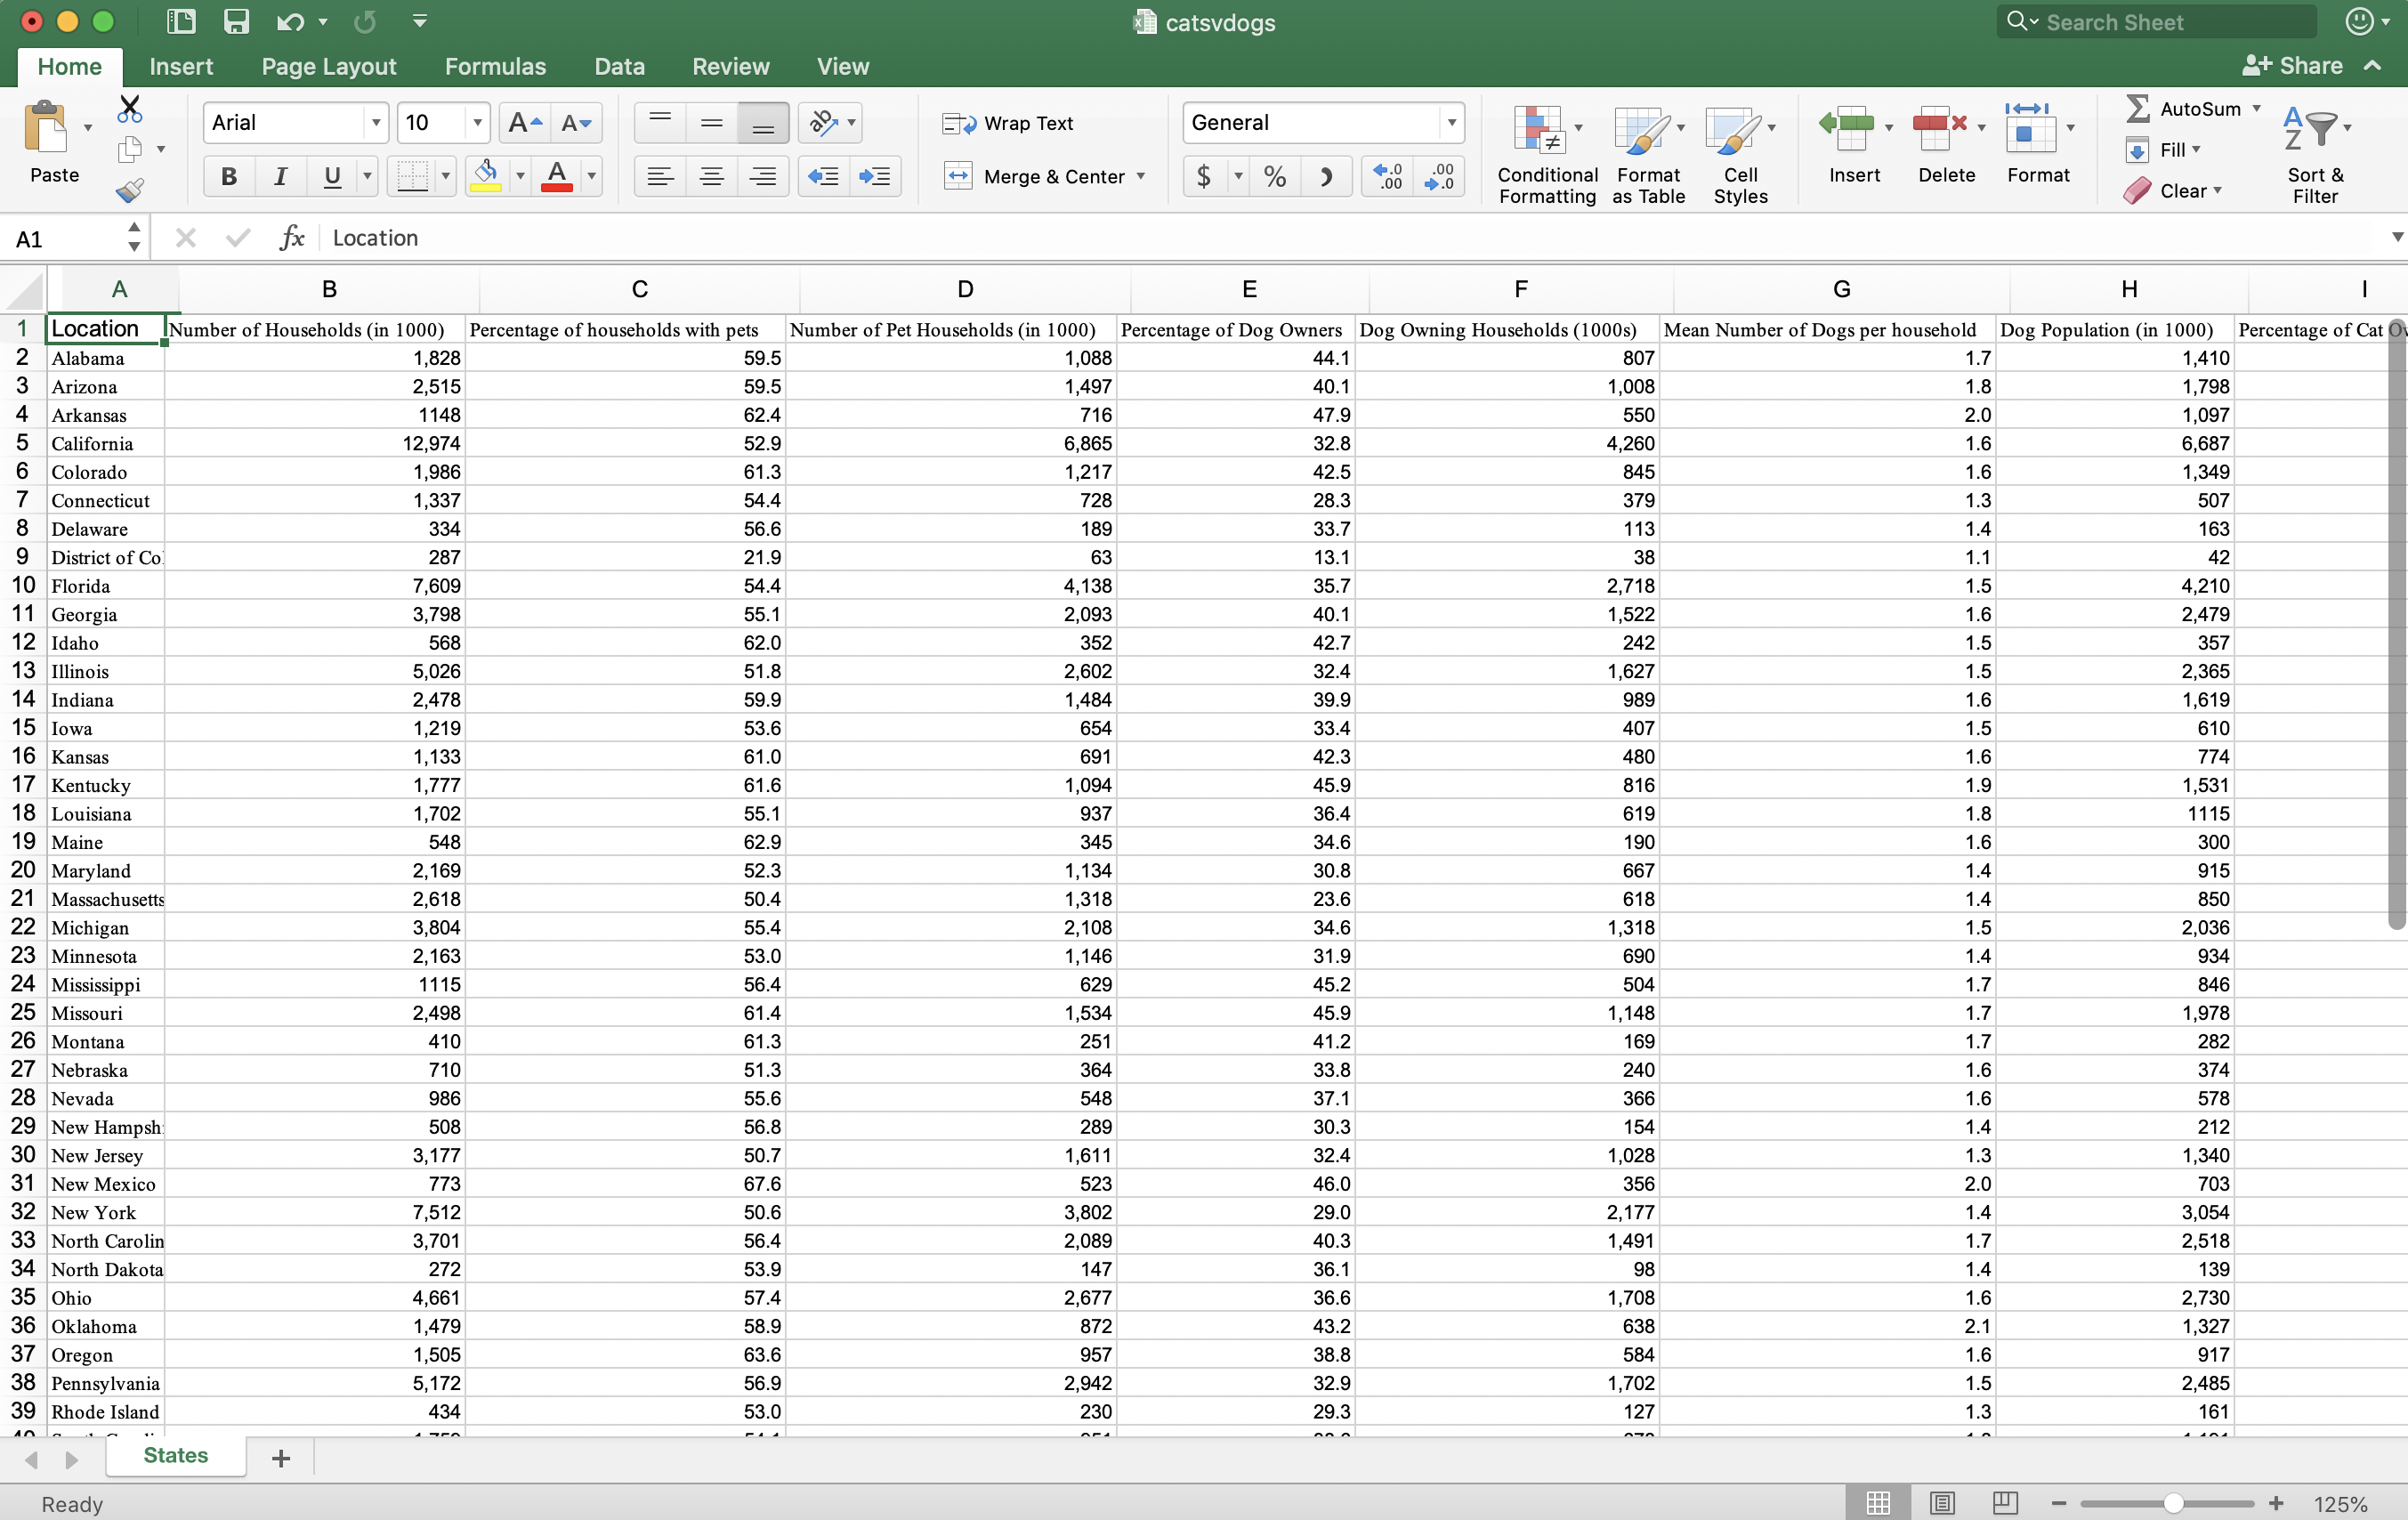 catsvdogs
Search Sheet
Home Insert Page Layout Formulas Data Review View
Share
Paste
Arial 10
B I U A
Wrap Text
Merge & Center
General
$ % .0 .00 .00 .0
Conditional Formatting
Format as Table
Cell Styles
Insert
Delete
Format
AutoSum
Fill
Clear
Sort & Filter
A1 fx Location
A B C D E F G H I
1 Location Number of Households (in 1000) Percentage of households with pets Number of Pet Households (in 1000) Percentage of Dog Owners Dog Owning Households (1000s) Mean Number of Dogs per household Dog Population (in 1000) Percentage of Cat
2 Alabama 1,828 59.5 1,088 44.1 807 1.7 1,410
3 Arizona 2,515 59.5 1,497 40.1 1,008 1.8 1,798
4 Arkansas 1148 62.4 716 47.9 550 2.0 1,097
5 California 12,974 52.9 6,865 32.8 4,260 1.6 6,687
6 Colorado 1,986 61.3 1,217 42.5 845 1.6 1,349
7 Connecticut 1,337 54.4 728 28.3 379 1.3 507
8 Delaware 334 56.6 189 33.7 113 1.4 163
9 District of Co 287 21.9 63 13.1 38 1.1 42
10 Florida 7,609 54.4 4,138 35.7 2,718 1.5 4,210
11 Georgia 3,798 55.1 2,093 40.1 1,522 1.6 2,479
12 Idaho 568 62.0 352 42.7 242 1.5 357
13 Illinois 5,026 51.8 2,602 32.4 1,627 1.5 2,365
14 Indiana 2,478 59.9 1,484 39.9 989 1.6 1,619
15 Iowa 1,219 53.6 654 33.4 407 1.5 610
16 Kansas 1,133 61.0 691 42.3 480 1.6 774
17 Kentucky 1,777 61.6 1,094 45.9 816 1.9 1,531
18 Louisiana 1,702 55.1 937 36.4 619 1.8 1115
19 Maine 548 62.9 345 34.6 190 1.6 300
20 Maryland 2,169 52.3 1,134 30.8 667 1.4 915
21 Massachusetts 2,618 50.4 1,318 23.6 618 1.4 850
22 Michigan 3,804 55.4 2,108 34.6 1,318 1.5 2,036
23 Minnesota 2,163 53.0 1,146 31.9 690 1.4 934
24 Mississippi 1115 56.4 629 45.2 504 1.7 846
25 Missouri 2,498 61.4 1,534 45.9 1,148 1.7 1,978
26 Montana 410 61.3 251 41.2 169 1.7 282
27 Nebraska 710 51.3 364 33.8 240 1.6 374
28 Nevada 986 55.6 548 37.1 366 1.6 578
29 New Hampsh 508 56.8 289 30.3 154 1.4 212
30 New Jersey 3,177 50.7 1,611 32.4 1,028 1.3 1,340
31 New Mexico 773 67.6 523 46.0 356 2.0 703
32 New York 7,512 50.6 3,802 29.0 2,177 1.4 3,054
33 North Carolin 3,701 56.4 2,089 40.3 1,491 1.7 2,518
34 North Dakota 272 53.9 147 36.1 98 1.4 139
35 Ohio 4,661 57.4 2,677 36.6 1,708 1.6 2,730
36 Oklahoma 1,479 58.9 872 43.2 638 2.1 1,327
37 Oregon 1,505 63.6 957 38.8 584 1.6 917
38 Pennsylvania 5,172 56.9 2,942 32.9 1,702 1.5 2,485
39 Rhode Island 434 53.0 230 29.3 127 1.3 161
States
Ready
125%